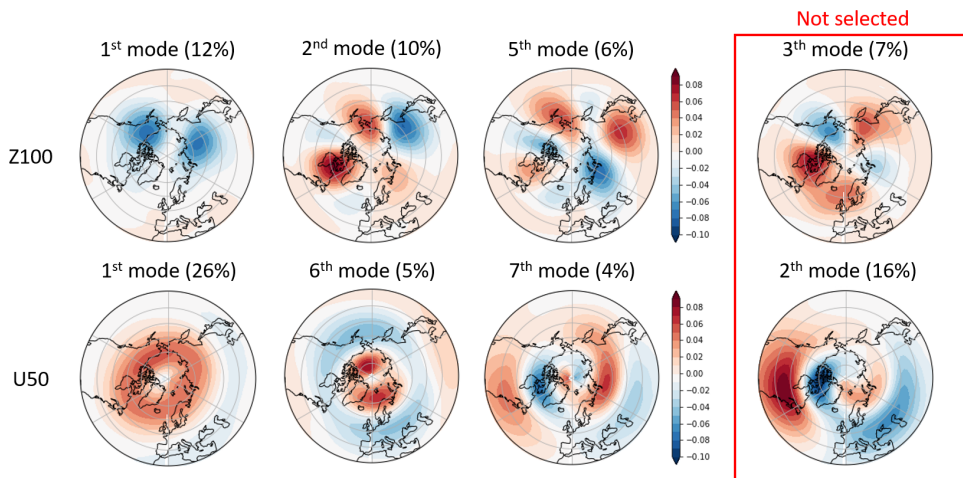 Not selected
1st mode (12%)
2nd mode (10%)
5th mode (6%)
3th mode (7%)
Z100
0.08
0.06
0.04
0.02
0.00
−0.02
−0.04
−0.06
−0.08
−0.10
1st mode (26%)
6th mode (5%)
7th mode (4%)
2th mode (16%)
U50
0.08
0.06
0.04
0.02
0.00
−0.02
−0.04
−0.06
−0.08
−0.10